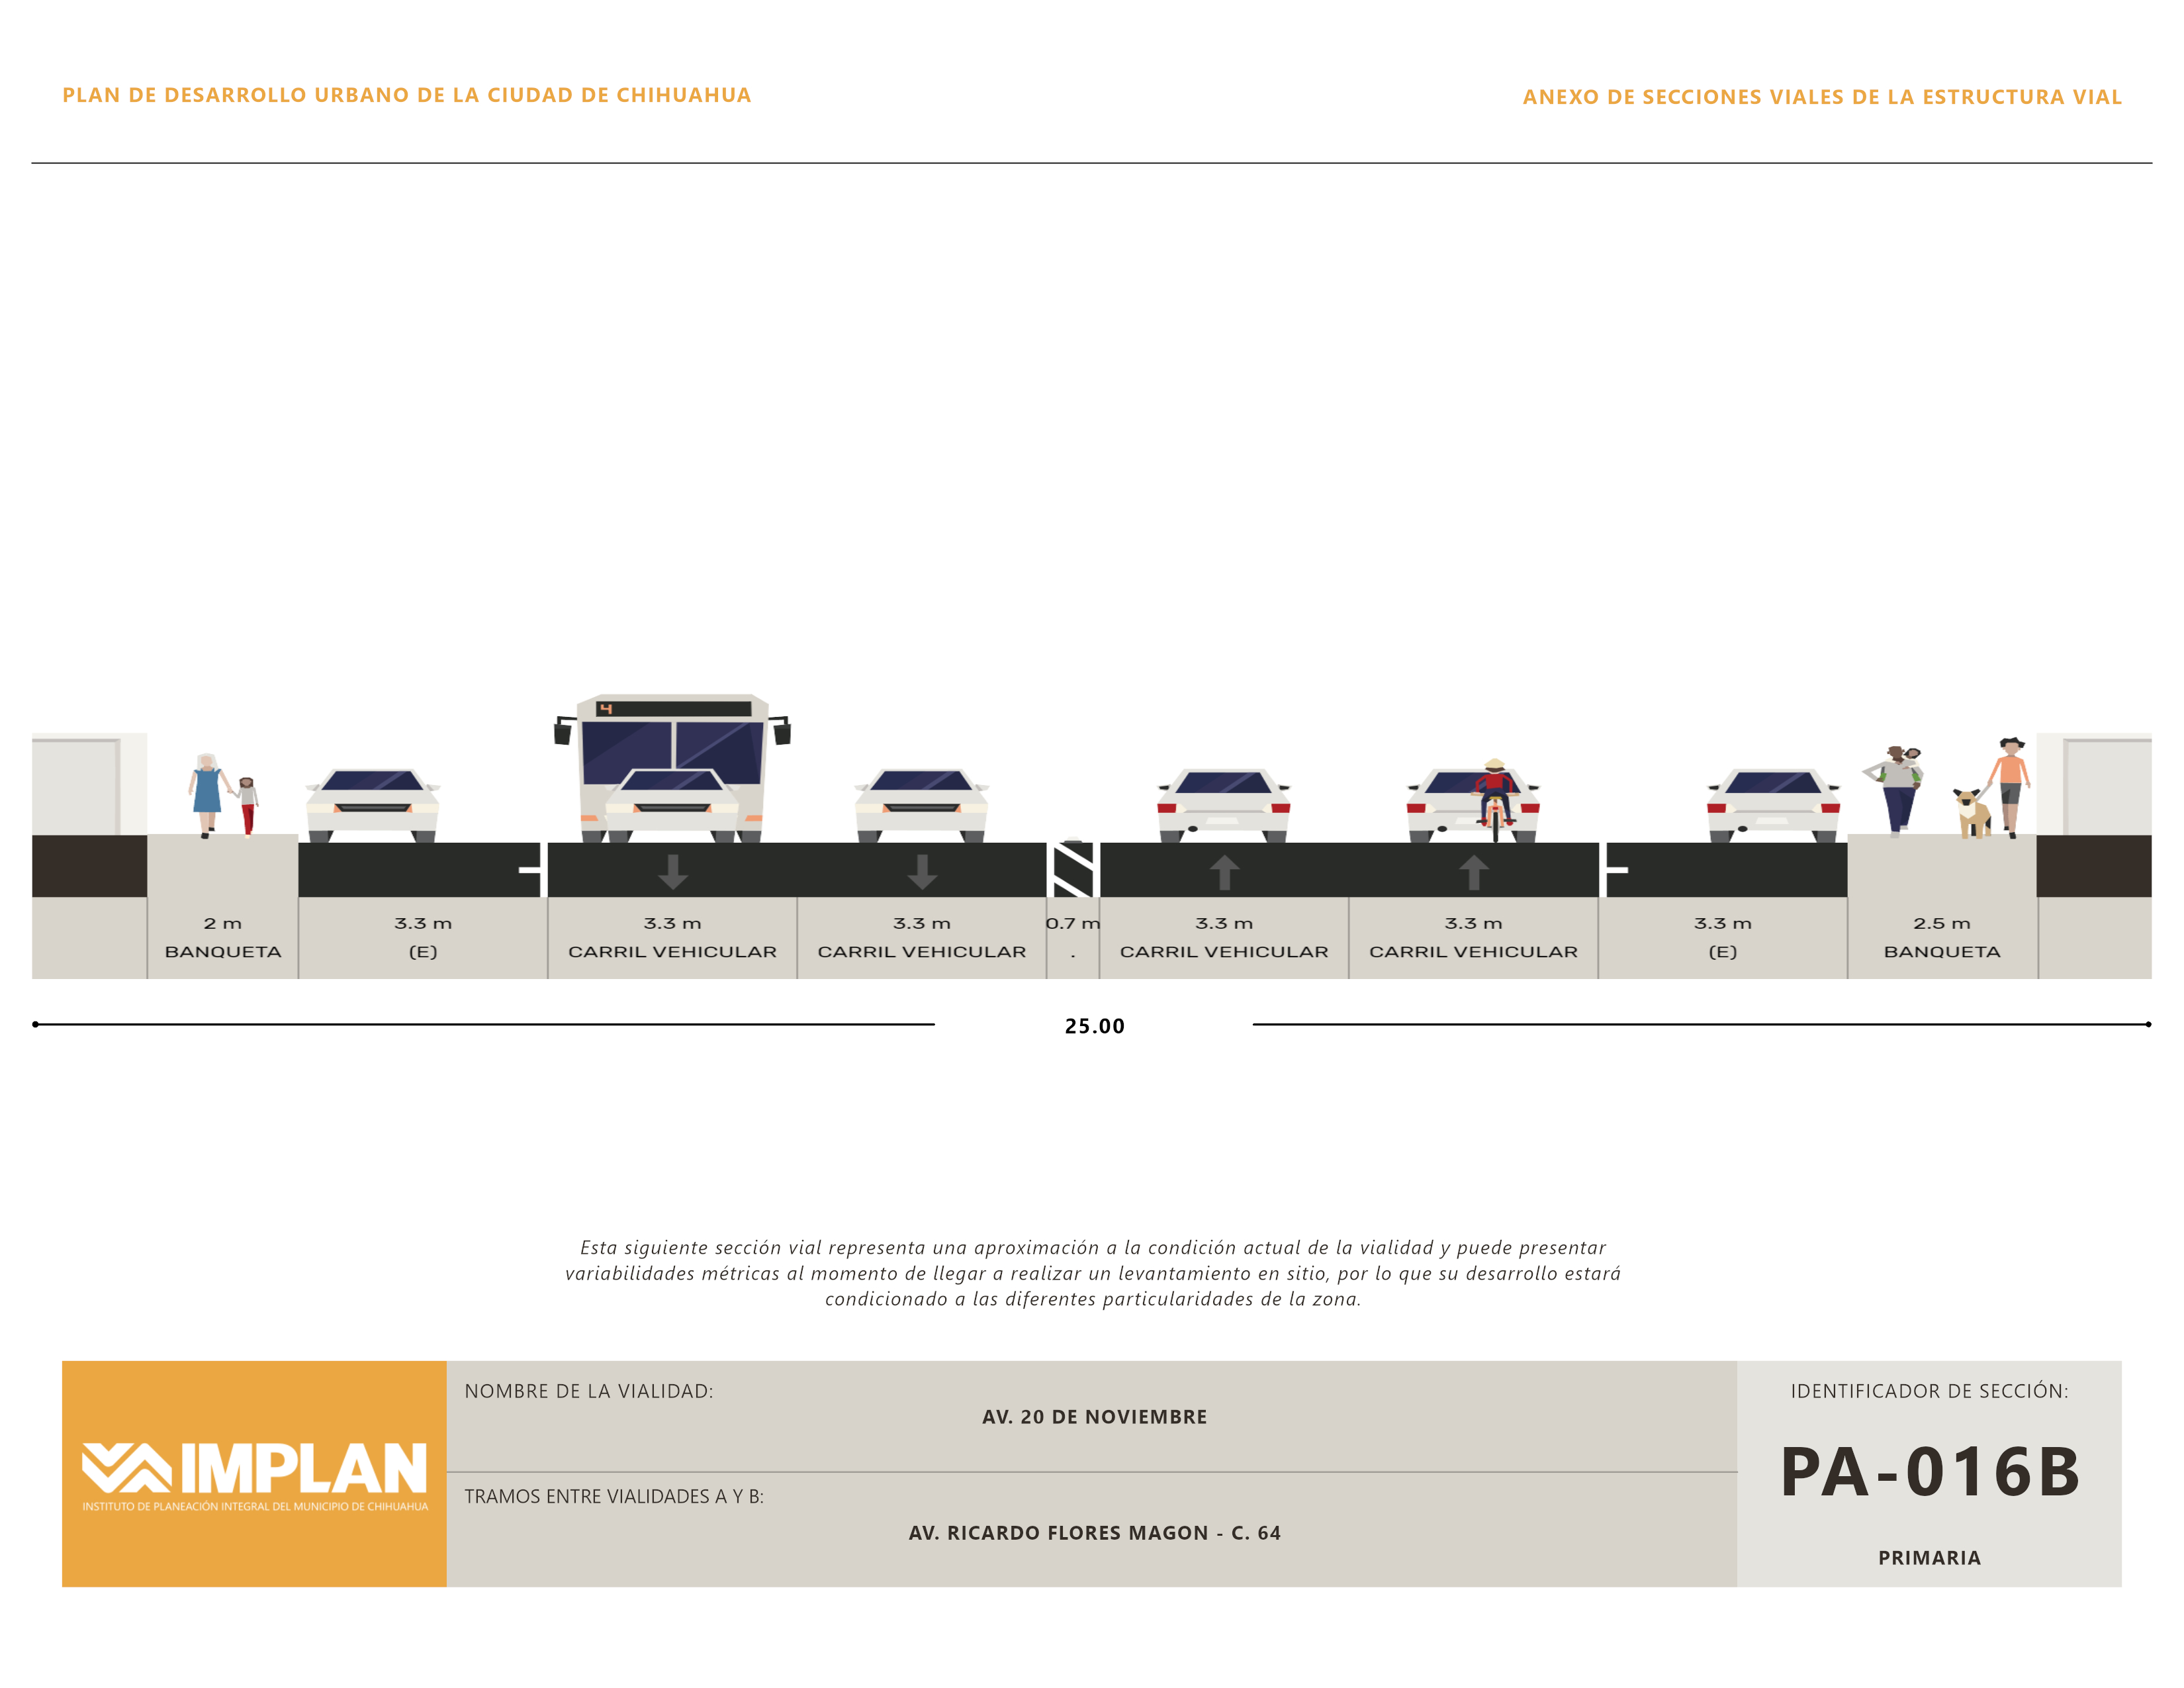 PLAN DE DESARROLLO URBANO DE LA CIUDAD DE CHIHUAHUA
ANEXO DE SECCIONES VIALES DE LA ESTRUCTURA VIAL
4
2 m
BANQUETA
3.3 m
(E)
3.3 m
CARRIL VEHICULAR
3.3 m
CARRIL VEHICULAR
0.7 m
.
3.3 m
CARRIL VEHICULAR
3.3 m
CARRIL VEHICULAR
3.3 m
(E)
2.5 m
BANQUETA
25.00
Esta siguiente sección vial representa una aproximación a la condición actual de la vialidad y puede presentar
variabilidades métricas al momento de llegar a realizar un levantamiento en sitio, por lo que su desarrollo estará
condicionado a las diferentes particularidades de la zona.
IMPLAN
INSTITUTO DE PLANEACIÓN INTEGRAL DEL MUNICIPIO DE CHIHUAHUA
NOMBRE DE LA VIALIDAD:
AV. 20 DE NOVIEMBRE
TRAMOS ENTRE VIALIDADES A Y B:
AV. RICARDO FLORES MAGON - C. 64
IDENTIFICADOR DE SECCIÓN:
PA-016B
PRIMARIA